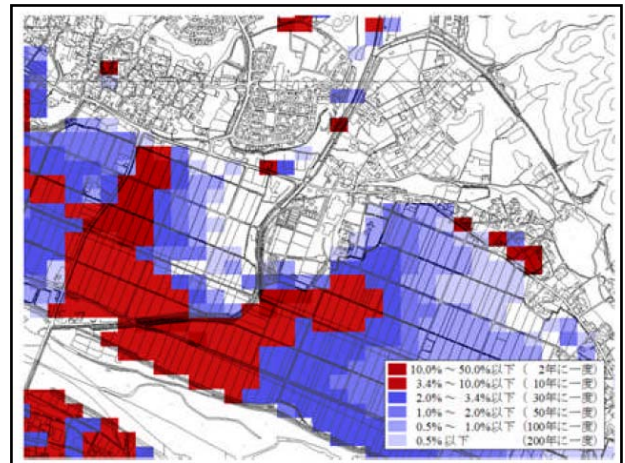 10.0%～50.0%以下 ( 2年に一度)
3.4%～10.0%以下 ( 10年に一度)
2.0%～ 3.4%以下 ( 30年に一度)
1.0%～ 2.0%以下 ( 50年に一度)
0.5%～ 1.0%以下 (100年に一度)
0.5%以下 (200年に一度)